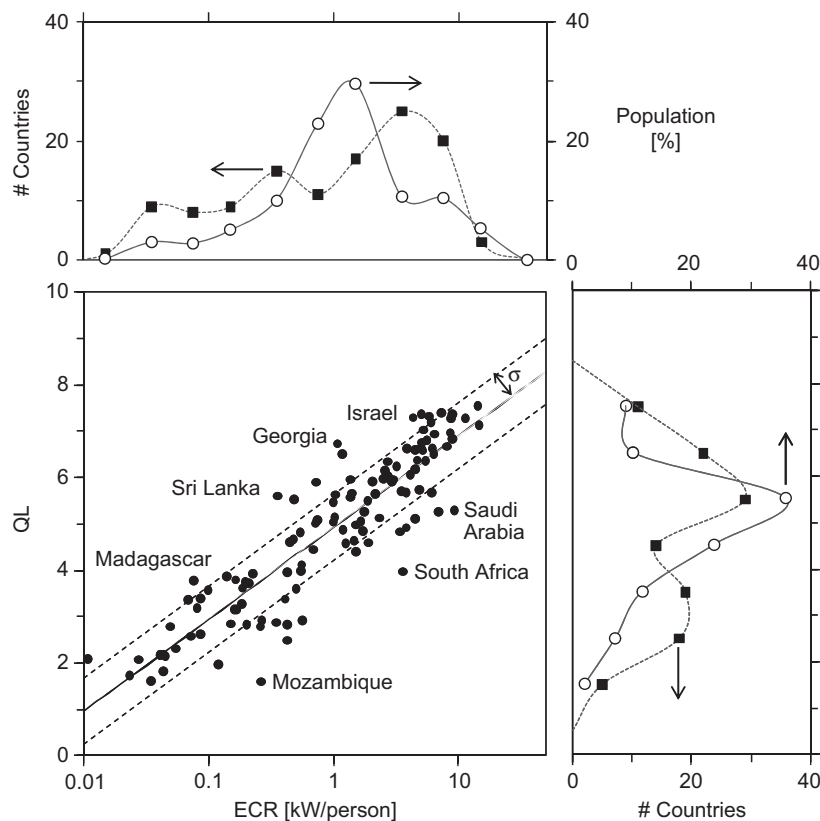 40
40
# Countries
20
20
Population
[%]
0
0
0
20
40
10
8
6
4
2
0
QL
σ
Israel
Georgia
Sri Lanka
Saudi
Arabia
Madagascar
South Africa
Mozambique
0.01
0.1
1
10
ECR [kW/person]
0
20
40
# Countries